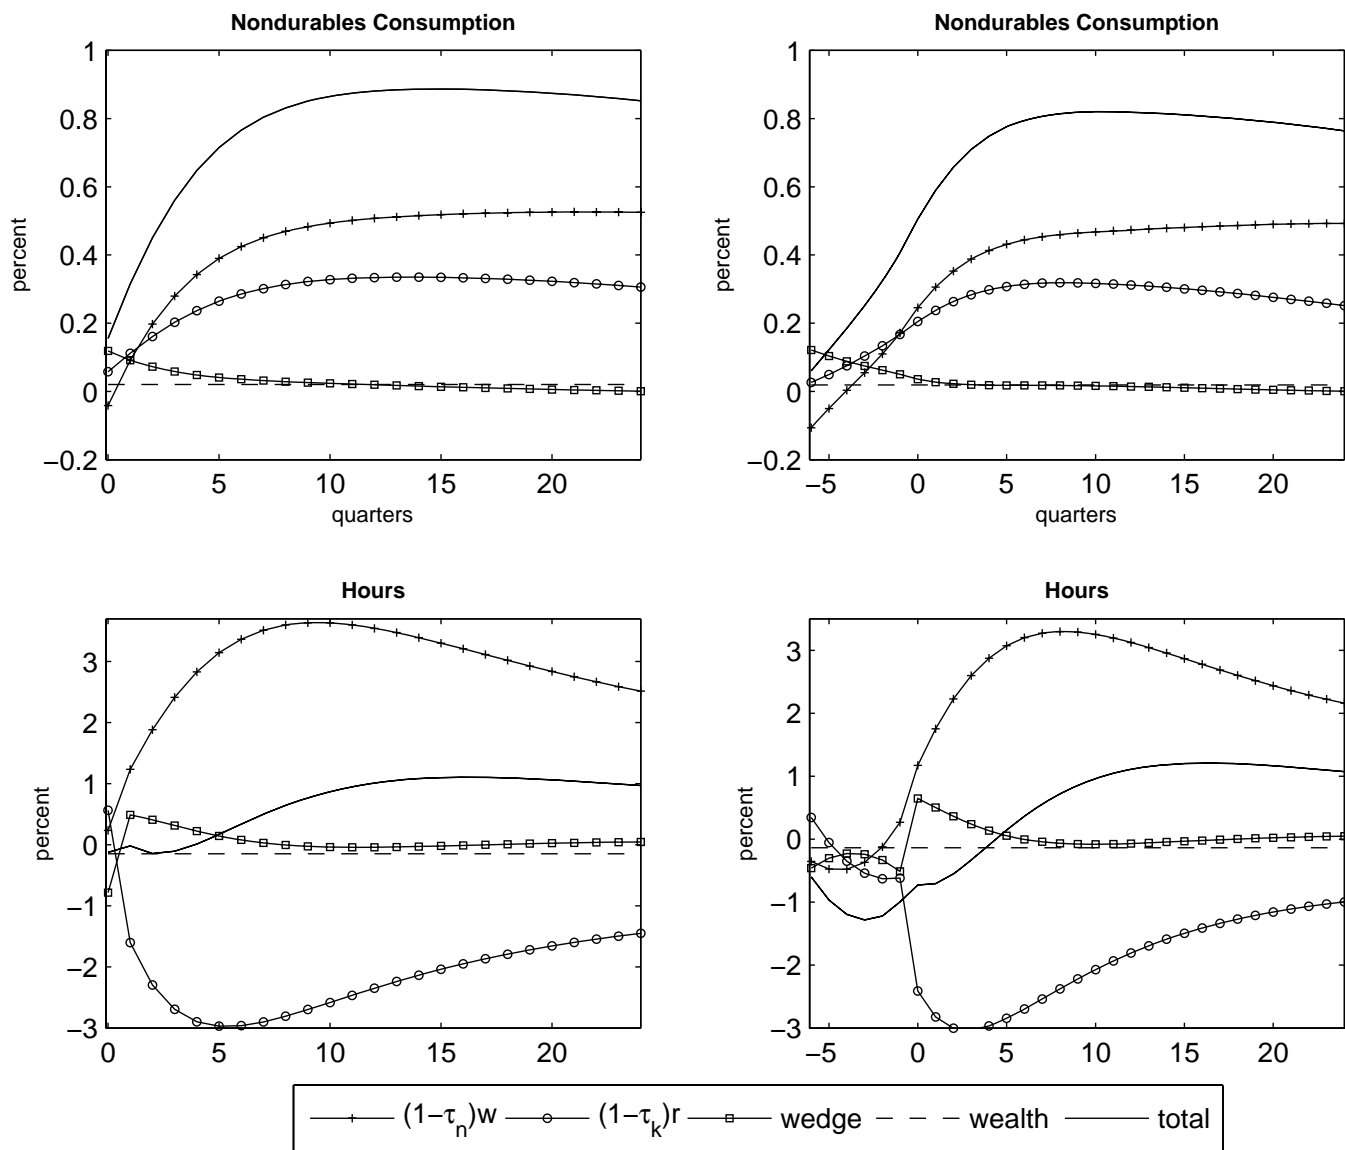 Nondurables Consumption
1
0.8
0.6
0.4
0.2
0
−0.2
percent
0 5 10 15 20
quarters
Nondurables Consumption
1
0.8
0.6
0.4
0.2
0
−0.2
percent
−5 0 5 10 15 20
quarters
Hours
3
2
1
0
−1
−2
−3
percent
0 5 10 15 20
Hours
3
2
1
0
−1
−2
−3
percent
−5 0 5 10 15 20
(1−τn)w (1−τk)r wedge wealth total